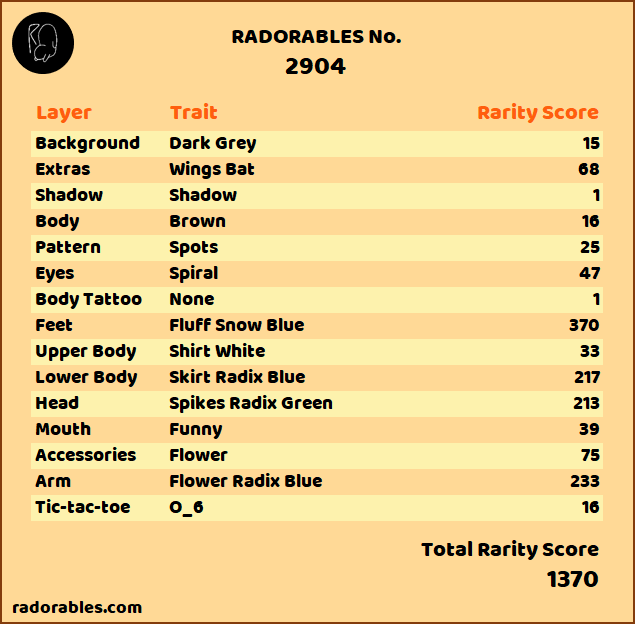 RADORABLES No.
2904
Layer Trait Rarity Score
Background Dark Grey 15
Extras Wings Bat 68
Shadow Shadow 1
Body Brown 16
Pattern Spots 25
Eyes Spiral 47
Body Tattoo None 1
Feet Fluff Snow Blue 370
Upper Body Shirt White 33
Lower Body Skirt Radix Blue 217
Head Spikes Radix Green 213
Mouth Funny 39
Accessories Flower 75
Arm Flower Radix Blue 233
Tic-tac-toe O_6 16
Total Rarity Score
1370
radorables.com